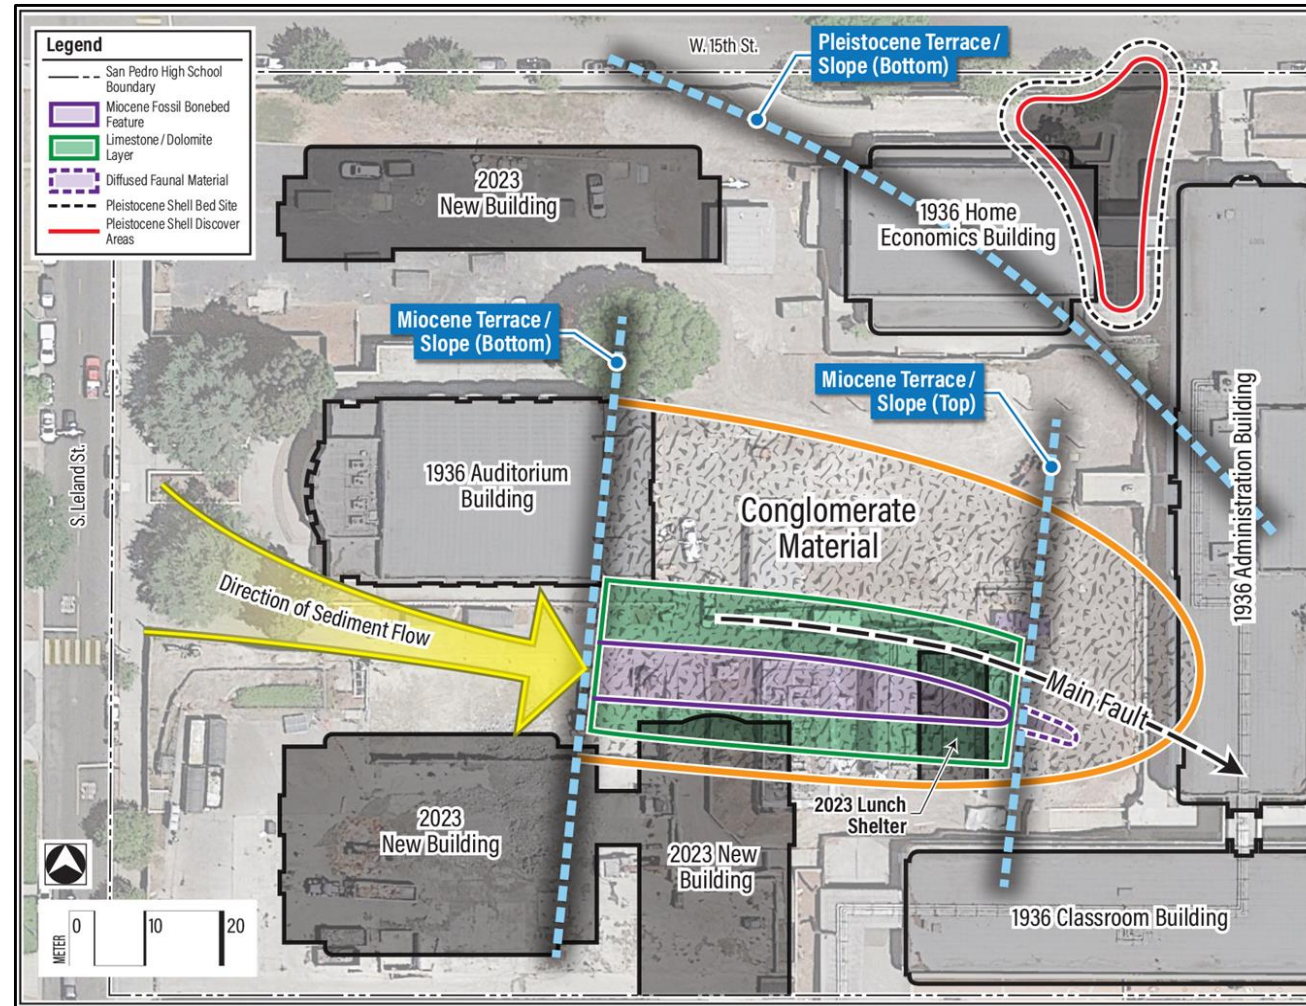 Legend
San Pedro High School
Boundary
Miocene Fossil Bonebed
Feature
Limestone / Dolomite
Layer
Diffused Faunal Material
Pleistocene Shell Bed Site
Pleistocene Shell Discover
Areas
W. 15th St.
Pleistocene Terrace /
Slope (Bottom)
2023
New Building
1936 Home
Economics Building
Miocene Terrace /
Slope (Bottom)
Miocene Terrace /
Slope (Top)
1936 Administration Building
S. Leland St.
1936 Auditorium
Building
Conglomerate
Material
Direction of Sediment Flow
Main Fault
2023 Lunch
Shelter
2023
New Building
2023 New
Building
1936 Classroom Building
METER
0 10 20